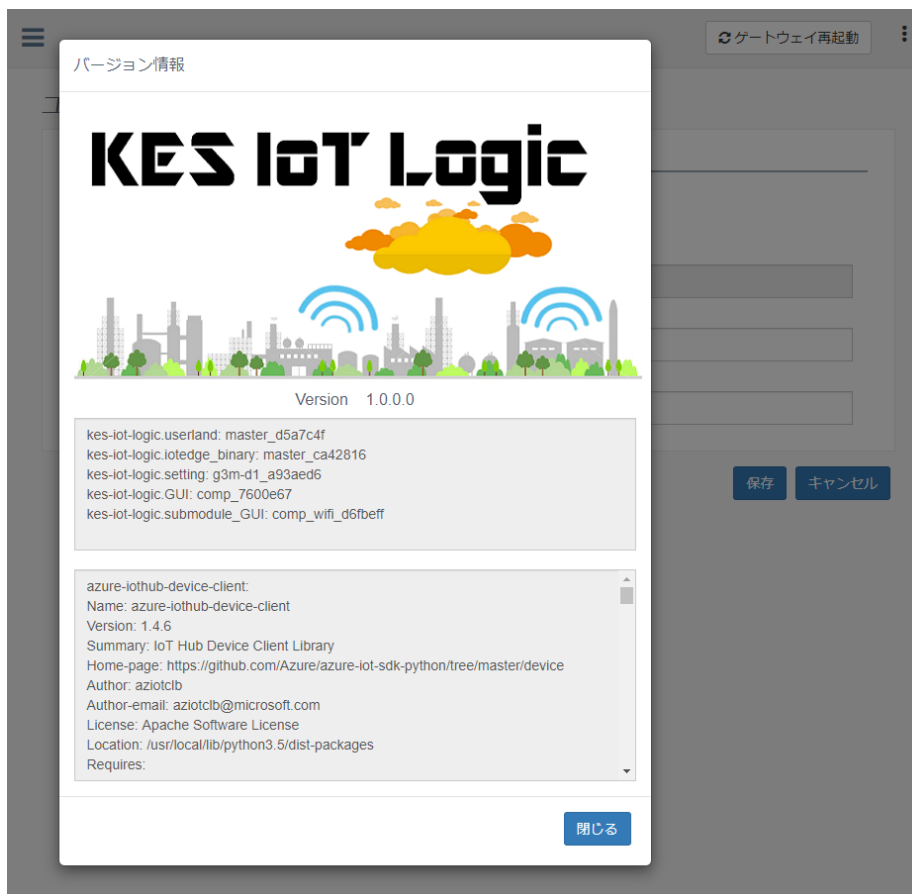 ゲートウェイ再起動
バージョン情報
KES IoT Logic
Version 1.0.0.0
kes-iot-logic.userland: master_d5a7c4f
kes-iot-logic.iotedge_binary: master_ca42816
kes-iot-logic.setting: g3m-d1_a93aed6
kes-iot-logic.GUI: comp_7600e67
kes-iot-logic.submodule_GUI: comp_wifi_d6fbeff
保存 キャンセル
azure-iothub-device-client:
Name: azure-iothub-device-client
Version: 1.4.6
Summary: IoT Hub Device Client Library
Home-page: https://github.com/Azure/azure-iot-sdk-python/tree/master/device
Author: aziotclb
Author-email: aziotclb@microsoft.com
License: Apache Software License
Location: /usr/local/lib/python3.5/dist-packages
Requires:
閉じる